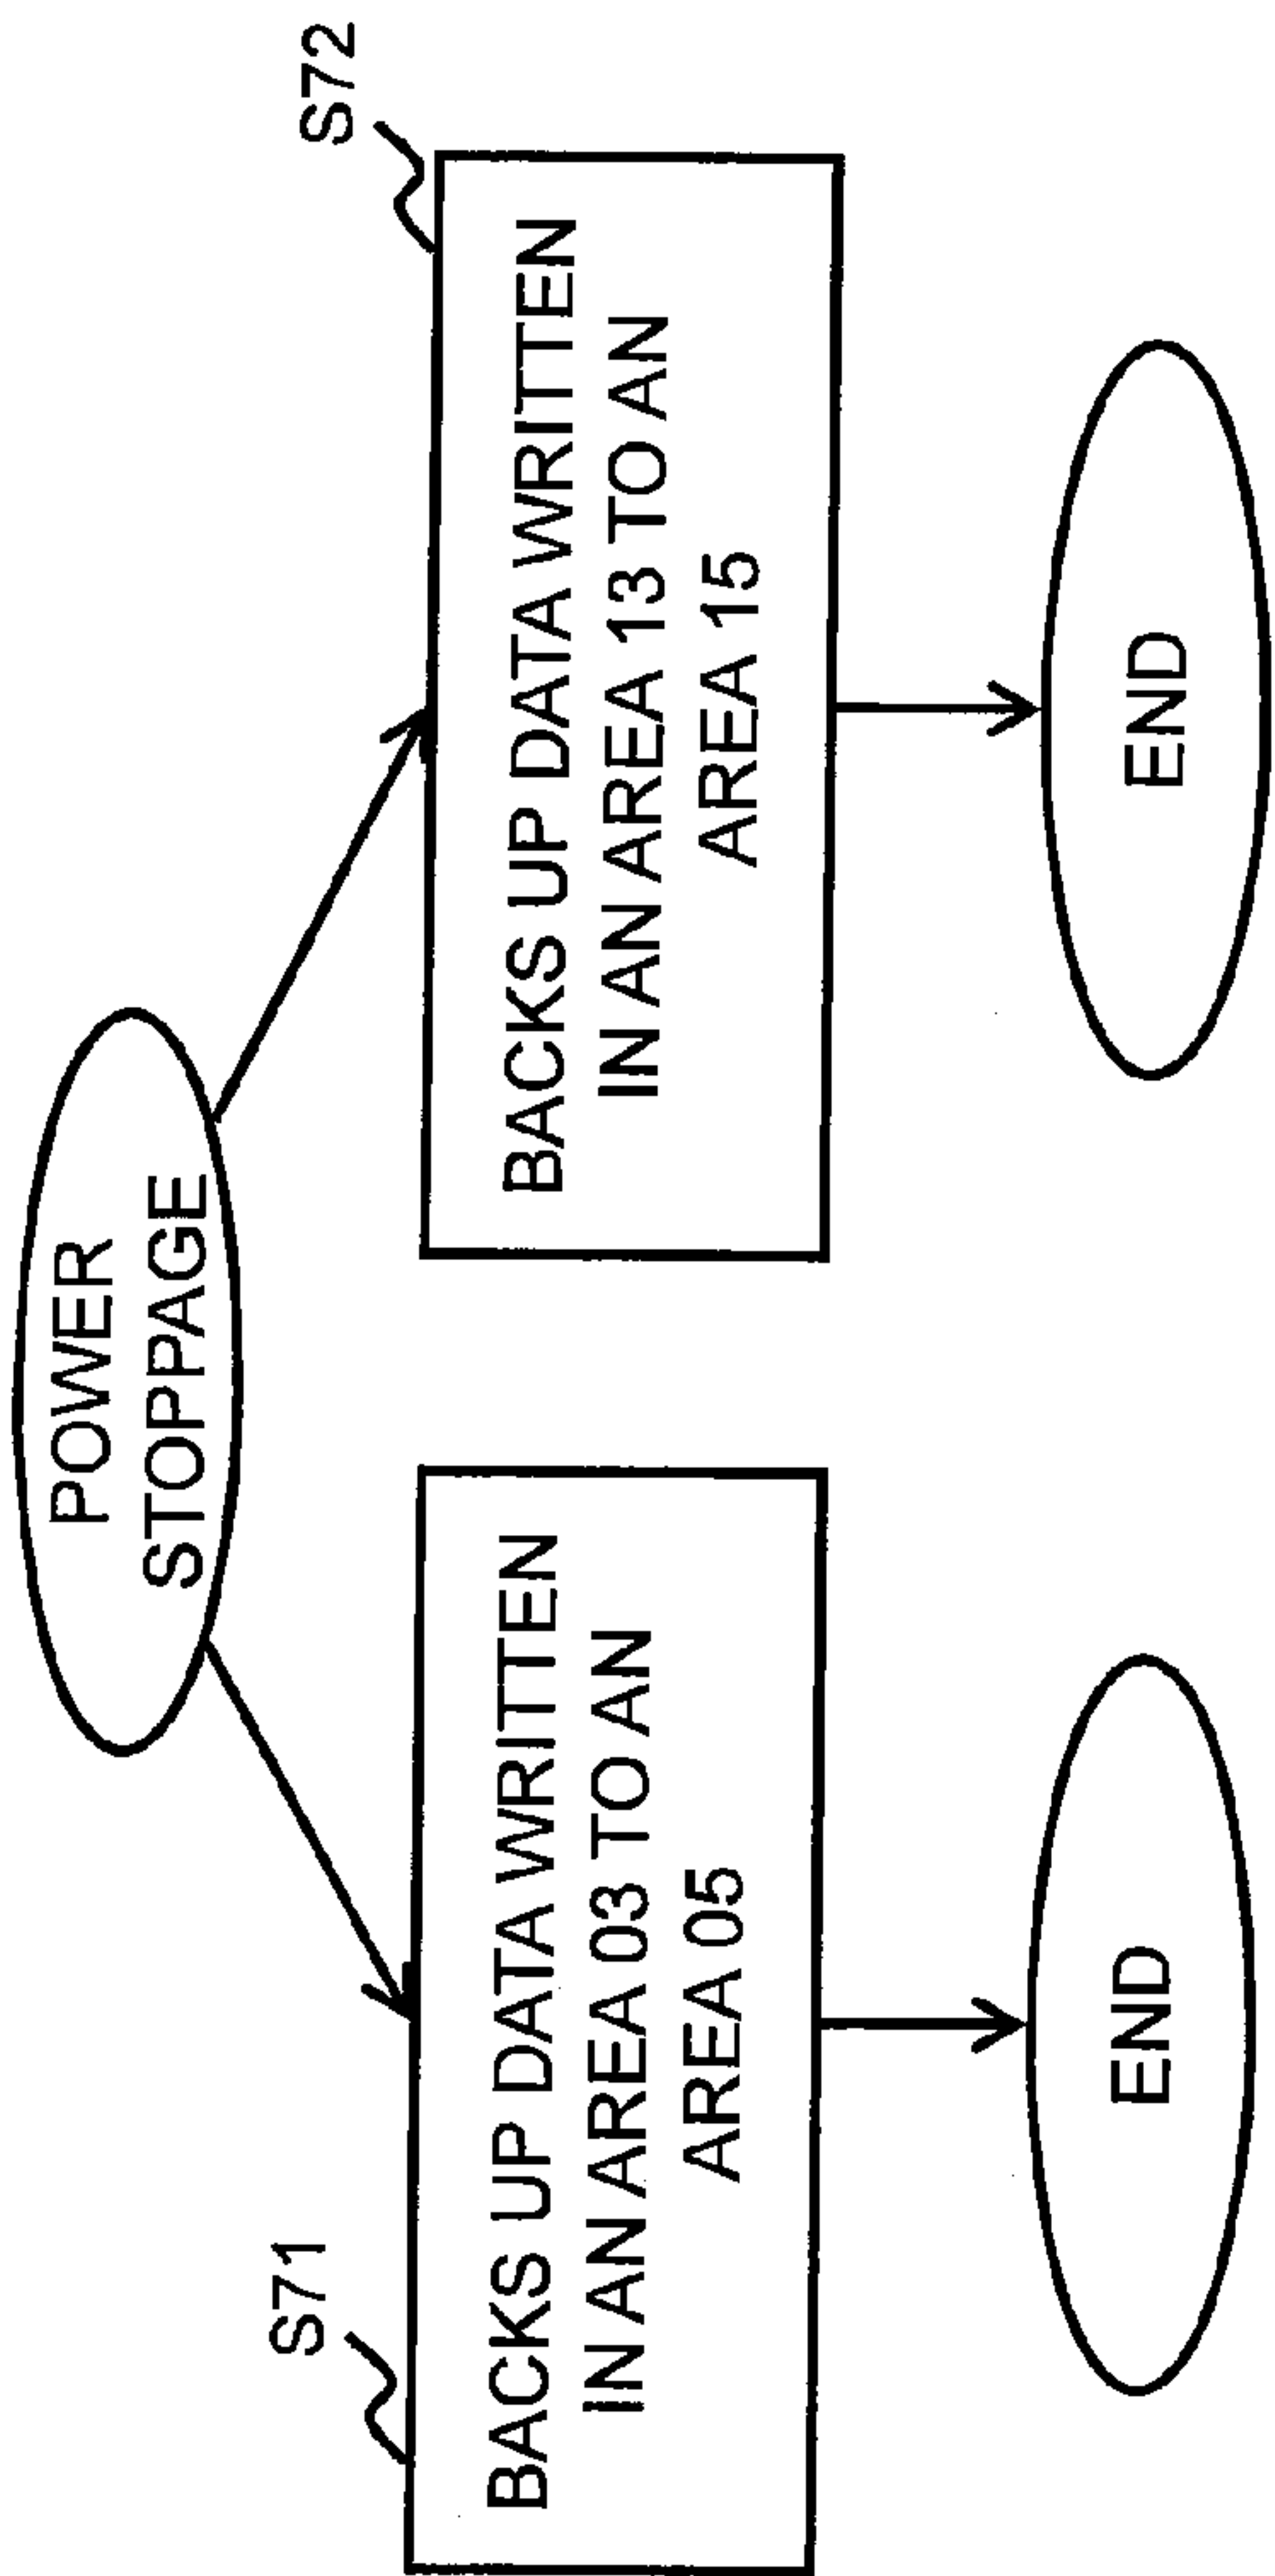 POWER
STOPPAGE
S71
BACKS UP DATA WRITTEN
IN AN AREA 03 TO AN
AREA 05
END
S72
BACKS UP DATA WRITTEN
IN AN AREA 13 TO AN
AREA 15
END